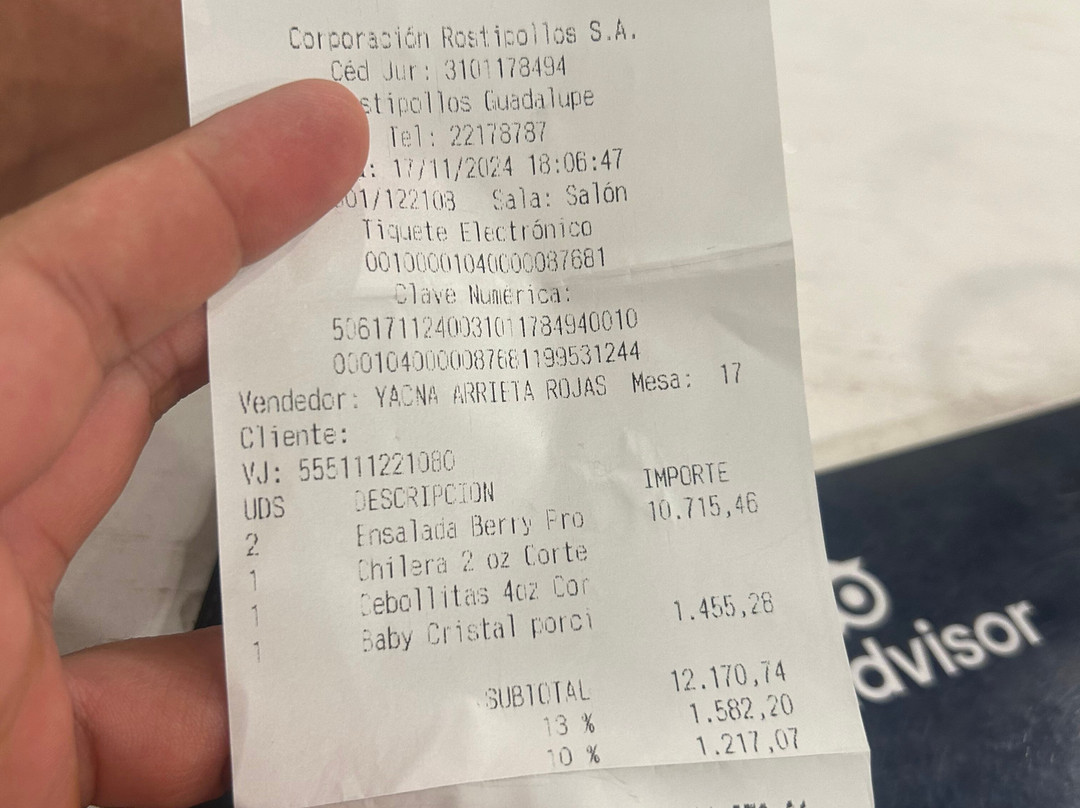 Corporación Rostipollos S.A.
Céd Jur: 3101178494
stipollos Guadalupe
Tel: 22178787
: 17/11/2024 18:06:47
001/122108 Sala: Salón
Tiquete Electrónico
00100001040000087681
Clave Numérica:
5061711240031011784940010
0001040000087681199531244
Vendedor: YACNA ARRIETA ROJAS Mesa: 17
Cliente:
VJ: 555111221080
UDS DESCRIPCION IMPORTE
2 Ensalada Berry Pro 10.715,46
1 Chilera 2 oz Corte
1 Cebollitas 4oz Cor
1 Baby Cristal porci 1.455,28
SUBTOTAL 12.170,74
13 % 1.582,20
10 % 1.217,07
dvisor